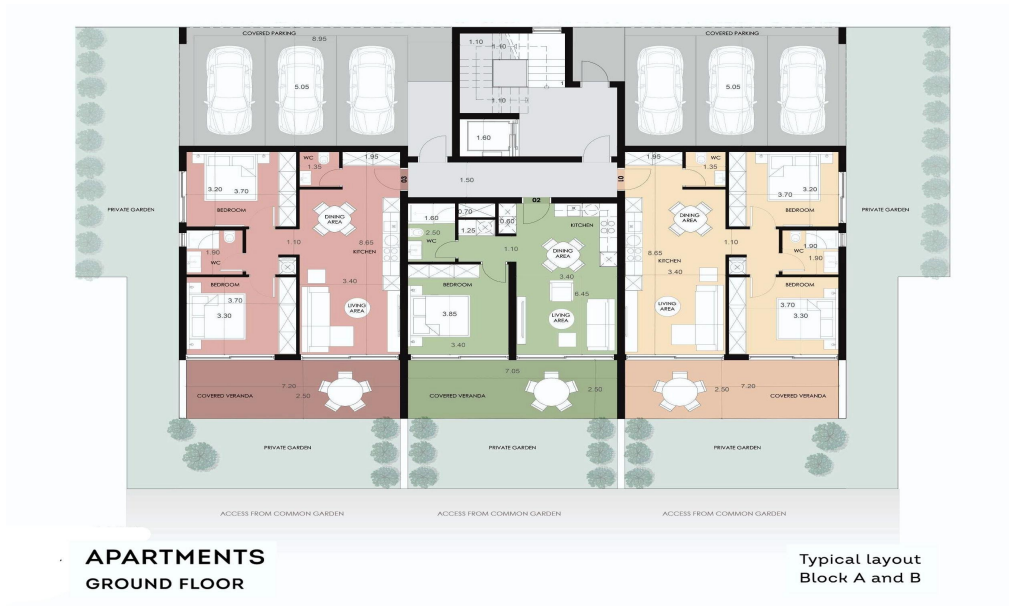 COVERED PARKING
COVERED PARKING
8.95
1.10
1.10
5.05
5.05
1.10
1.60
WC
1.35
1.95
1.95
WC
1.35
3.20
3.70
03
1.50
01
3.70
3.20
PRIVATE GARDEN
BEDROOM
DINING
AREA
02
DINING
AREA
BEDROOM
PRIVATE GARDEN
1.60
0.70
0.60
KITCHEN
1.25
2.50
WC
1.10
8.65
KITCHEN
1.10
DINING
AREA
8.65
KITCHEN
1.10
WC
1.90
1.90
1.90
WC
3.40
3.40
3.40
BEDROOM
BEDROOM
BEDROOM
3.70
3.30
LIVING
AREA
3.85
3.40
6.45
LIVING
AREA
LIVING
AREA
3.70
3.30
7.20
2.50
7.05
2.50
2.50
7.20
COVERED VERANDA
COVERED VERANDA
COVERED VERANDA
PRIVATE GARDEN
PRIVATE GARDEN
PRIVATE GARDEN
ACCESS FROM COMMON GARDEN
ACCESS FROM COMMON GARDEN
ACCESS FROM COMMON GARDEN
APARTMENTS
GROUND FLOOR
Typical layout
Block A and B